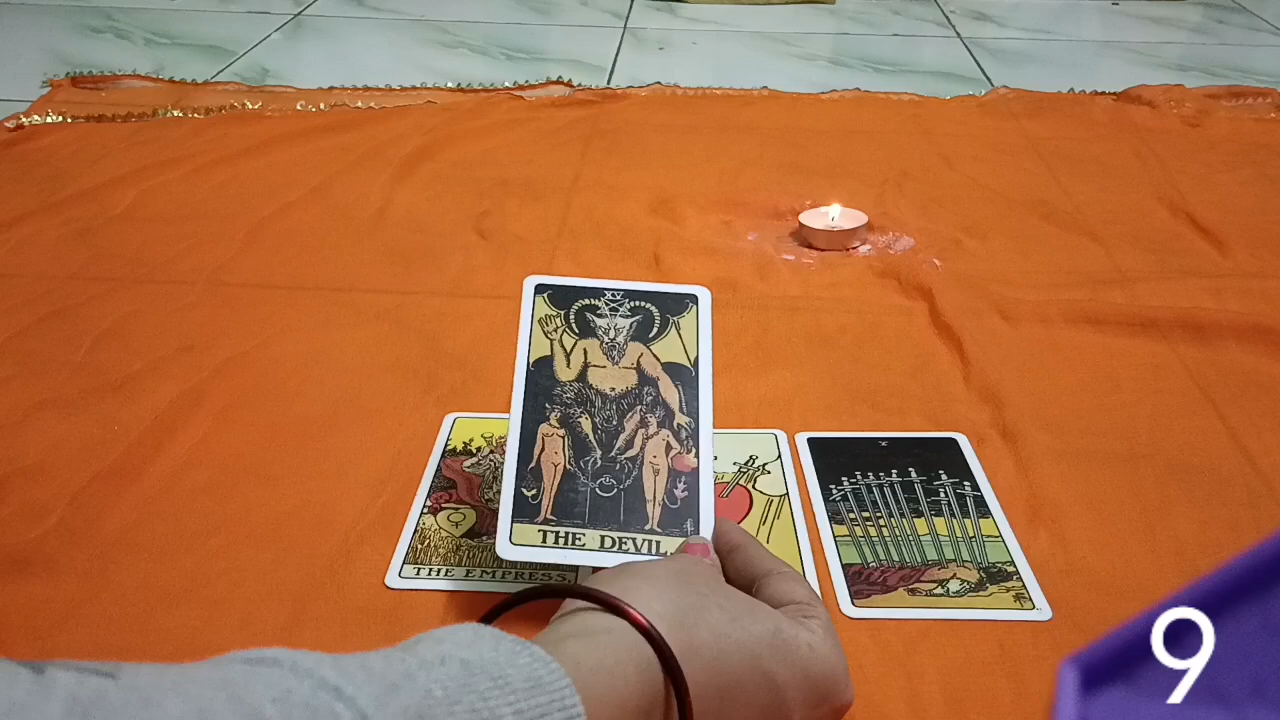 XV
THE DEVIL.
THE EMPRESS.
X
9